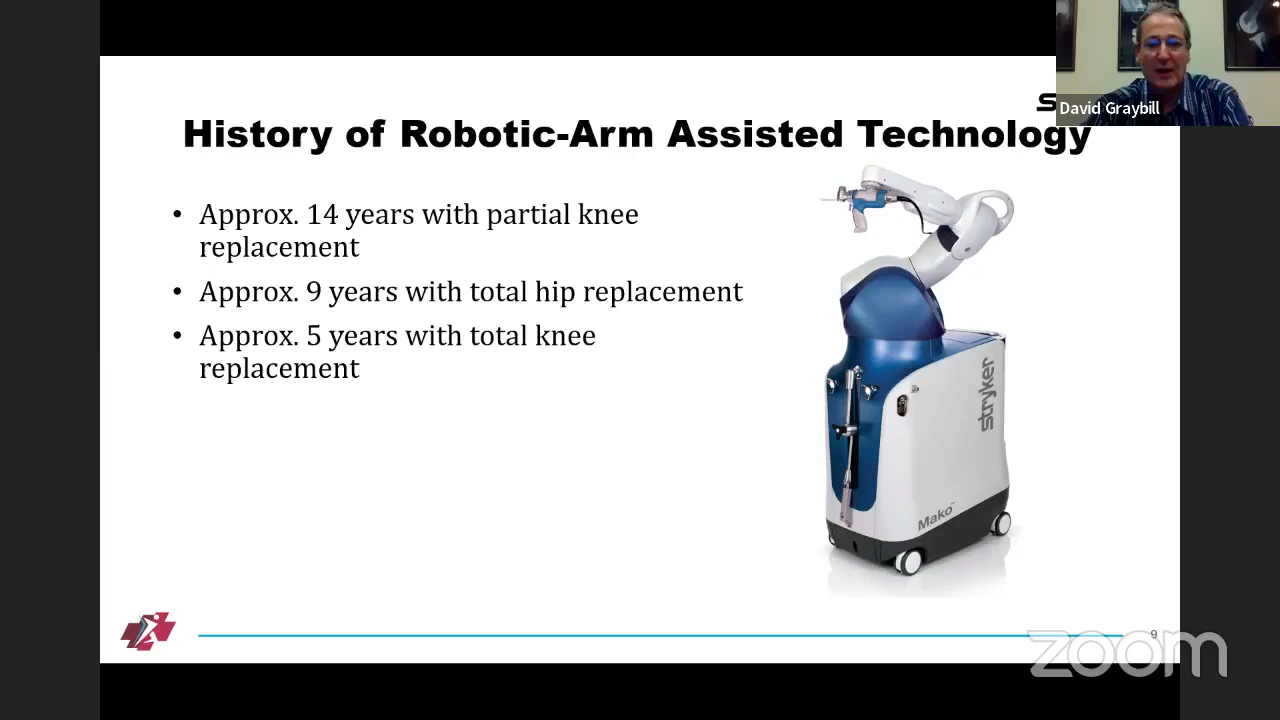 David Graybill
History of Robotic-Arm Assisted Technology
• Approx. 14 years with partial knee
replacement
• Approx. 9 years with total hip replacement
• Approx. 5 years with total knee
replacement
stryker
Mako™
9
zoom